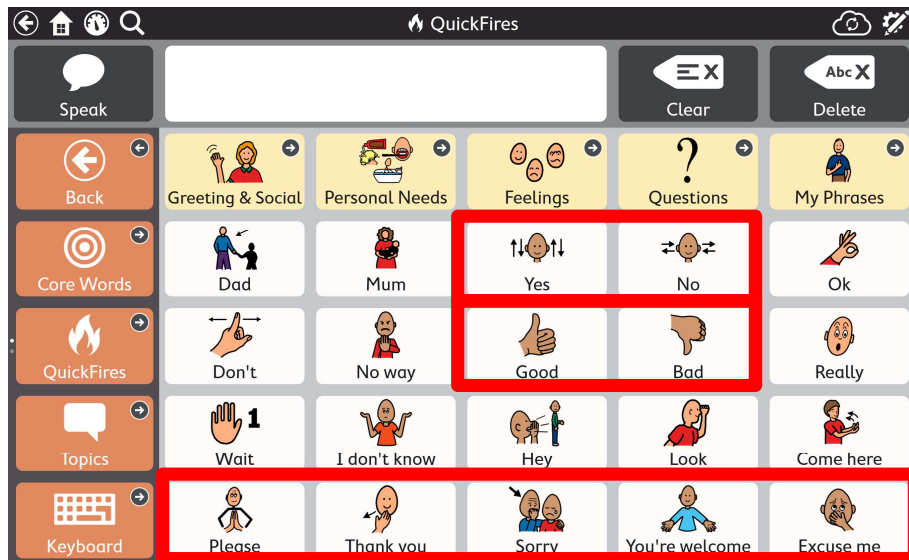 QuickFires
Speak
Abc X
Clear
Delete
Back
Greeting & Social
Personal Needs
Feelings
?
Questions
My Phrases
Core Words
Dad
Mum
Yes
No
Ok
QuickFires
Don't
No way
Good
Bad
Really
1
Topics
Wait
I don't know
Hey
Look
Come here
Keyboard
Please
Thank you
Sorry
You're welcome
Excuse me